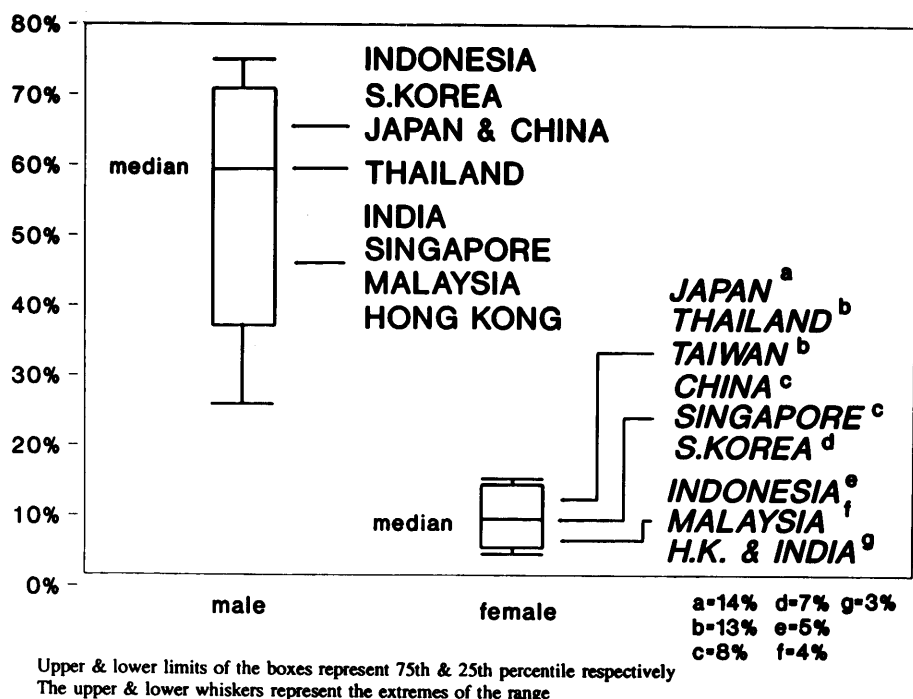 80%
70%
60%
50%
40%
30%
20%
10%
0%
median
INDONESIA
S.KOREA
JAPAN & CHINA
THAILAND
INDIA
SINGAPORE
MALAYSIA
HONG KONG
median
JAPAN a
THAILAND b
TAIWAN b
CHINA c
SINGAPORE c
S.KOREA d
INDONESIA e
MALAYSIA f
H.K. & INDIA g
male
female
a=14% d=7% g=3%
b=13% e=5%
c=8% f=4%
Upper & lower limits of the boxes represent 75th & 25th percentile respectively
The upper & lower whiskers represent the extremes of the range